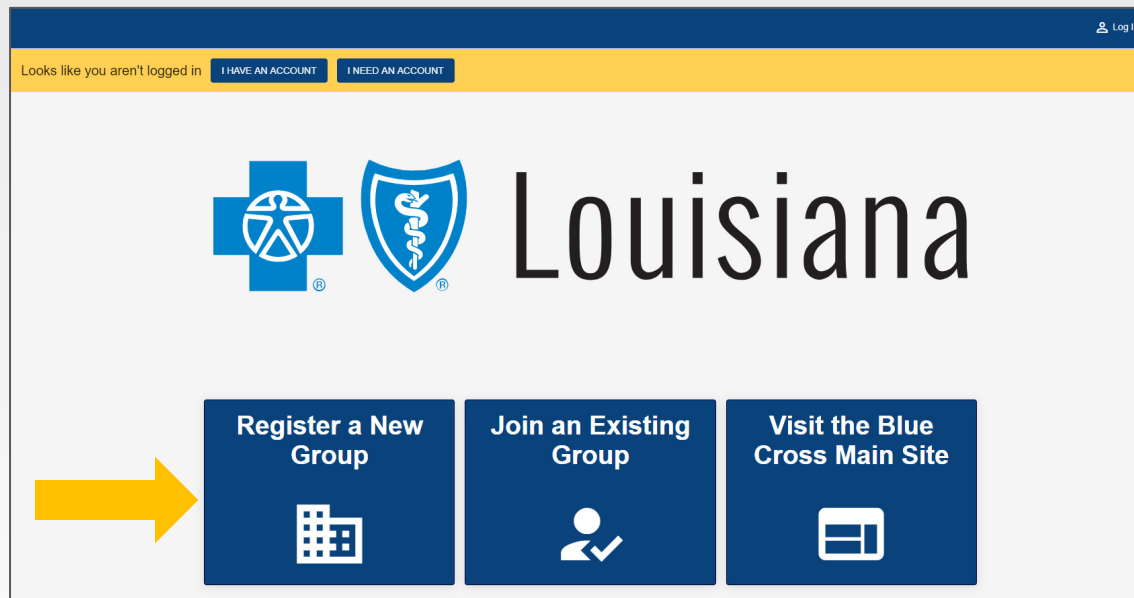 Log I
Looks like you aren't logged in I HAVE AN ACCOUNT I NEED AN ACCOUNT
® ® Louisiana
Register a New
Group
Join an Existing
Group
Visit the Blue
Cross Main Site